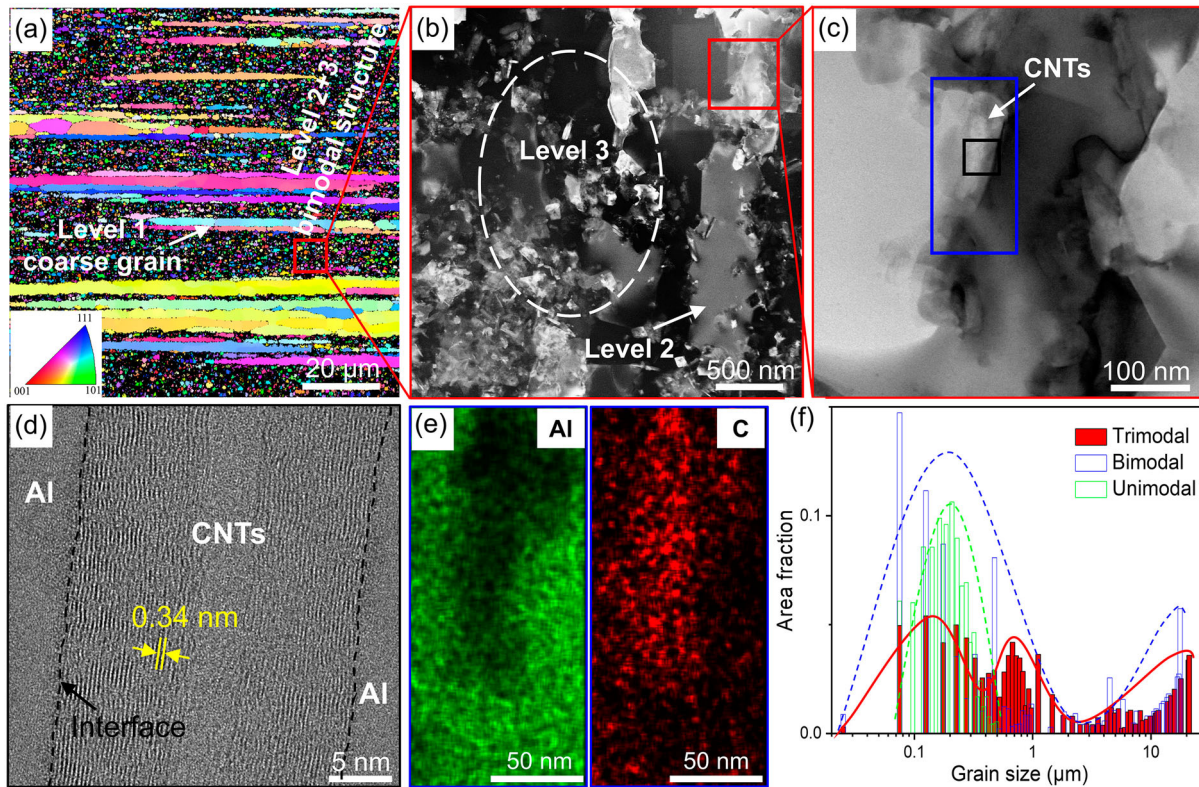 (a)
Level 2+3
bimodal structure
Level 1
coarse grain
111
001
101
20 µm
(b)
Level 3
Level 2
500 nm
(c)
CNTs
100 nm
(d)
Al
CNTs
0.34 nm
Al
Interface
5 nm
(e)
Al
C
50 nm
50 nm
(f)
Trimodal
Bimodal
Unimodal
0.1
0.0
Area fraction
0.1
1
10
Grain size (µm)